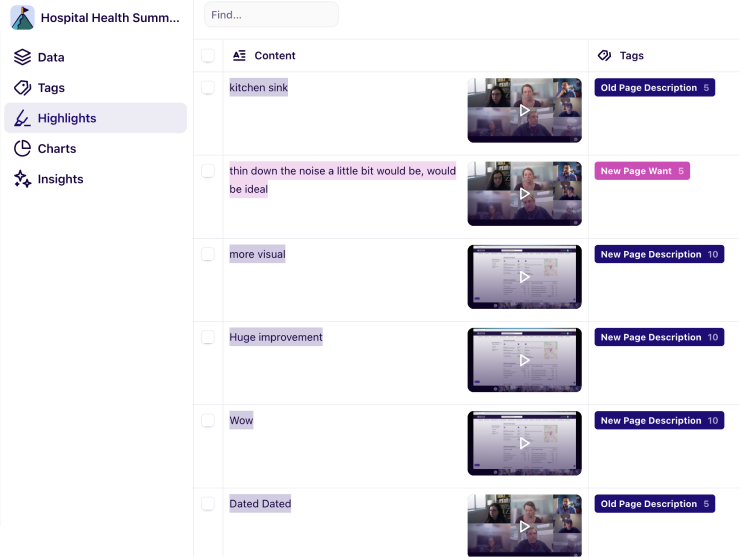 Hospital Health Summ...
Find...
Data
Tags
Highlights
Charts
Insights
Content
Tags
kitchen sink
Old Page Description 5
thin down the noise a little bit would be, would
be ideal
New Page Want 5
more visual
New Page Description 10
Huge improvement
New Page Description 10
Wow
New Page Description 10
Dated Dated
Old Page Description 5